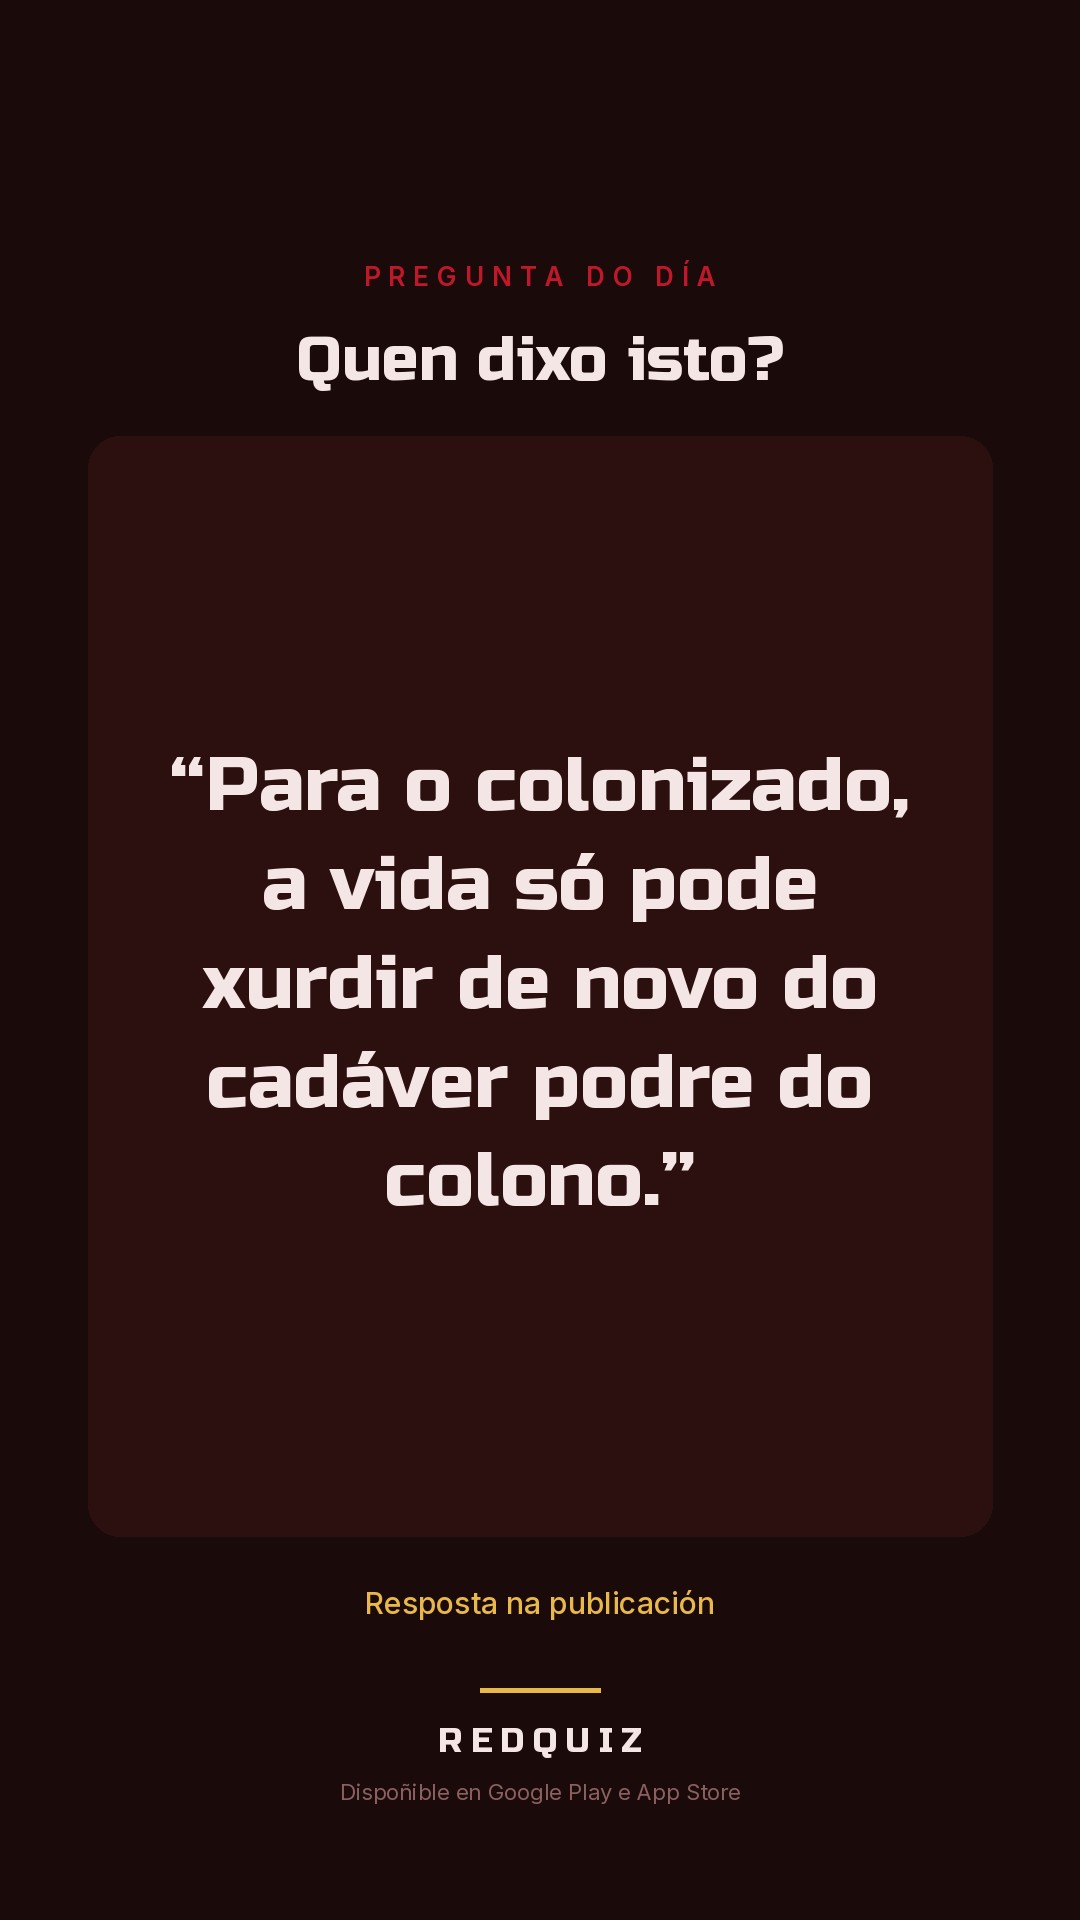 PREGUNTA DO DÍA
Quen dixo isto?
“Para o colonizado,
a vida só pode
xurdir de novo do
cadáver podre do
colono.”
Resposta na publicación
REDQUIZ
Dispoñible en Google Play e App Store